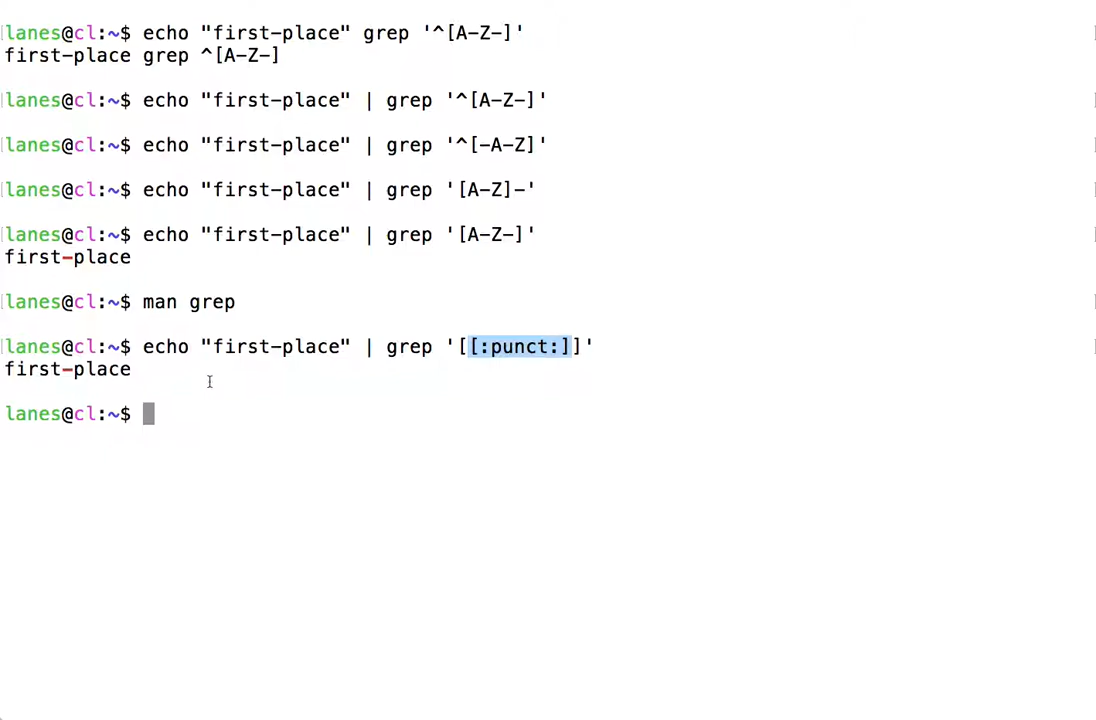 lanes@cl:~$ echo "first-place" grep '^[A-Z-]'
first-place grep ^[A-Z-]
lanes@cl:~$ echo "first-place" | grep '^[A-Z-]'
lanes@cl:~$ echo "first-place" | grep '^[-A-Z]'
lanes@cl:~$ echo "first-place" | grep '[A-Z]-'
lanes@cl:~$ echo "first-place" | grep '[A-Z-]'
first-place
lanes@cl:~$ man grep
lanes@cl:~$ echo "first-place" | grep '[[:punct:]]'
first-place
lanes@cl:~$